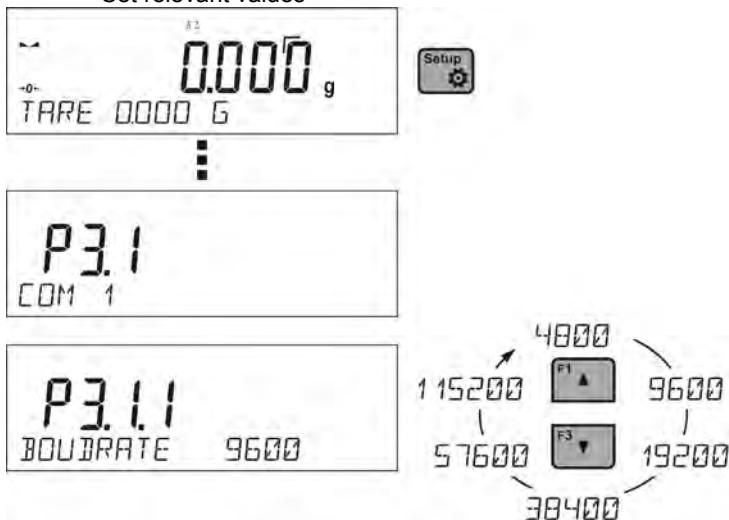 Set relevant values
0.000 g
Setup
→0←
TARE 0.000 G
P3.1
COM 1
P3.1.1
BOUDRATE 9600
4800
115200 F1 9600
57600 F3 19200
38400